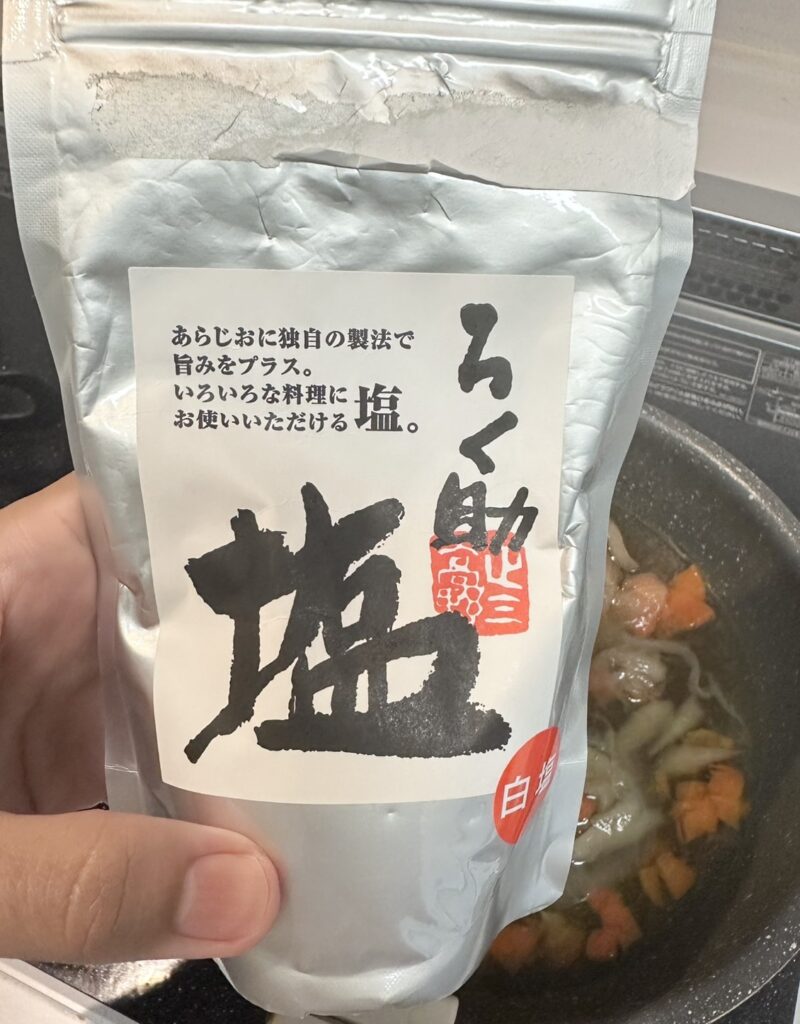 あらじおに独自の製法で
旨みをプラス。
いろいろな料理に
お使いいただける 塩。
ろく助
塩
白塩